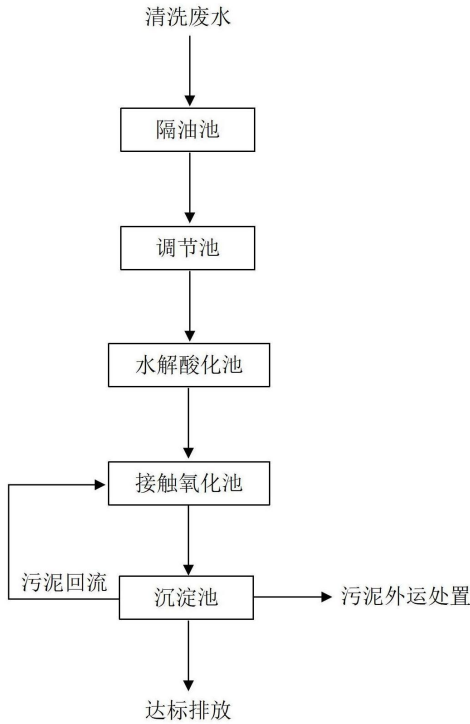 清洗废水
隔油池
调节池
水解酸化池
接触氧化池
污泥回流
沉淀池
污泥外运处置
达标排放